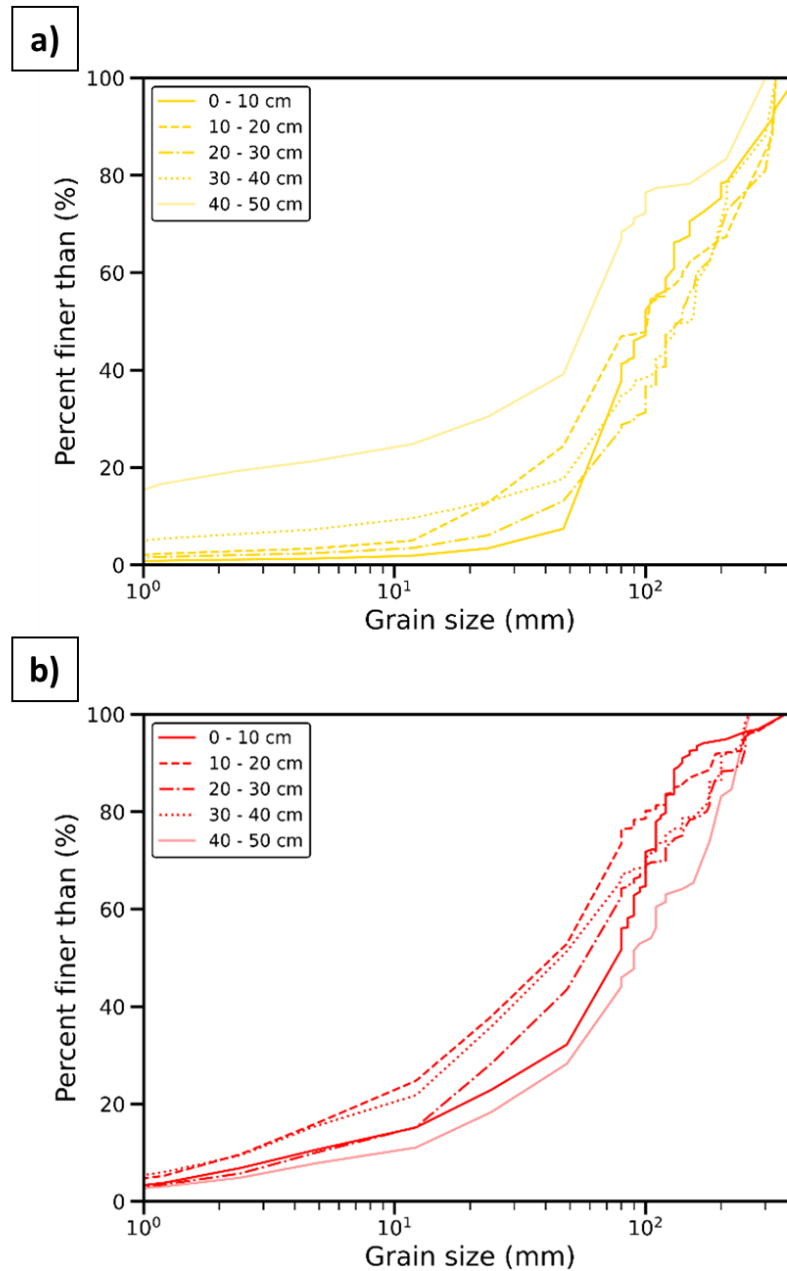 a)
100
80
60
40
20
0
Percent finer than (%)
0 - 10 cm
10 - 20 cm
20 - 30 cm
30 - 40 cm
40 - 50 cm
10⁰
10¹
10²
Grain size (mm)
b)
100
80
60
40
20
0
Percent finer than (%)
0 - 10 cm
10 - 20 cm
20 - 30 cm
30 - 40 cm
40 - 50 cm
10⁰
10¹
10²
Grain size (mm)